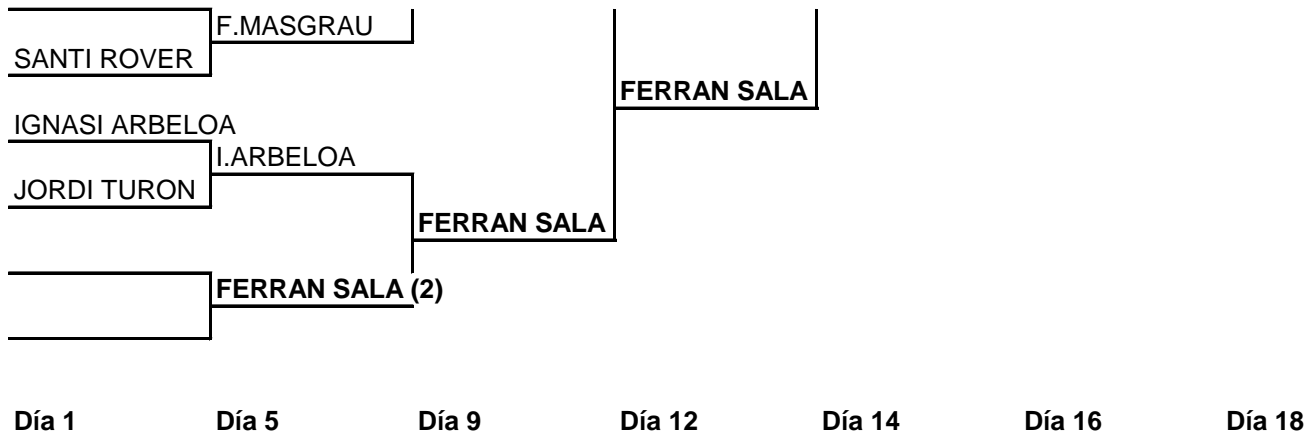 F.MASGRAU
SANTI ROVER
FERRAN SALA
IGNASI ARBELOA
I.ARBELOA
JORDI TURON
FERRAN SALA
FERRAN SALA (2)
Día 1 Día 5 Día 9 Día 12 Día 14 Día 16 Día 18